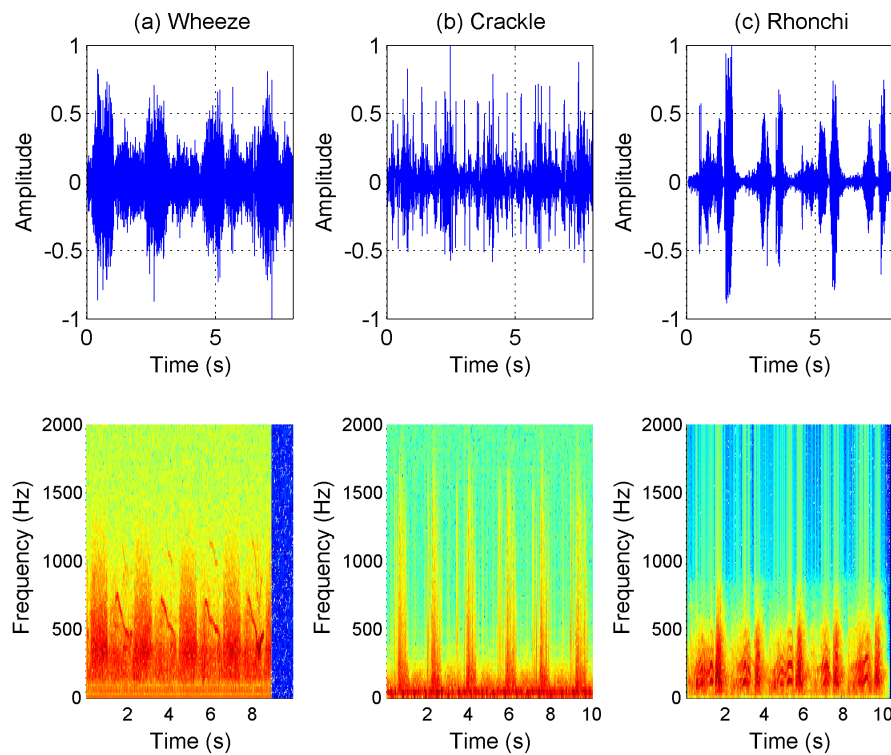 (a) Wheeze
(b) Crackle
(c) Rhonchi
1
0.5
0
-0.5
-1
Amplitude
0
5
Time (s)
1
0.5
0
-0.5
-1
Amplitude
0
5
Time (s)
1
0.5
0
-0.5
-1
Amplitude
0
5
Time (s)
2000
1500
1000
500
0
Frequency (Hz)
2 4 6 8
Time (s)
2000
1500
1000
500
0
Frequency (Hz)
2 4 6 8 10
Time (s)
2000
1500
1000
500
0
Frequency (Hz)
2 4 6 8 10
Time (s)